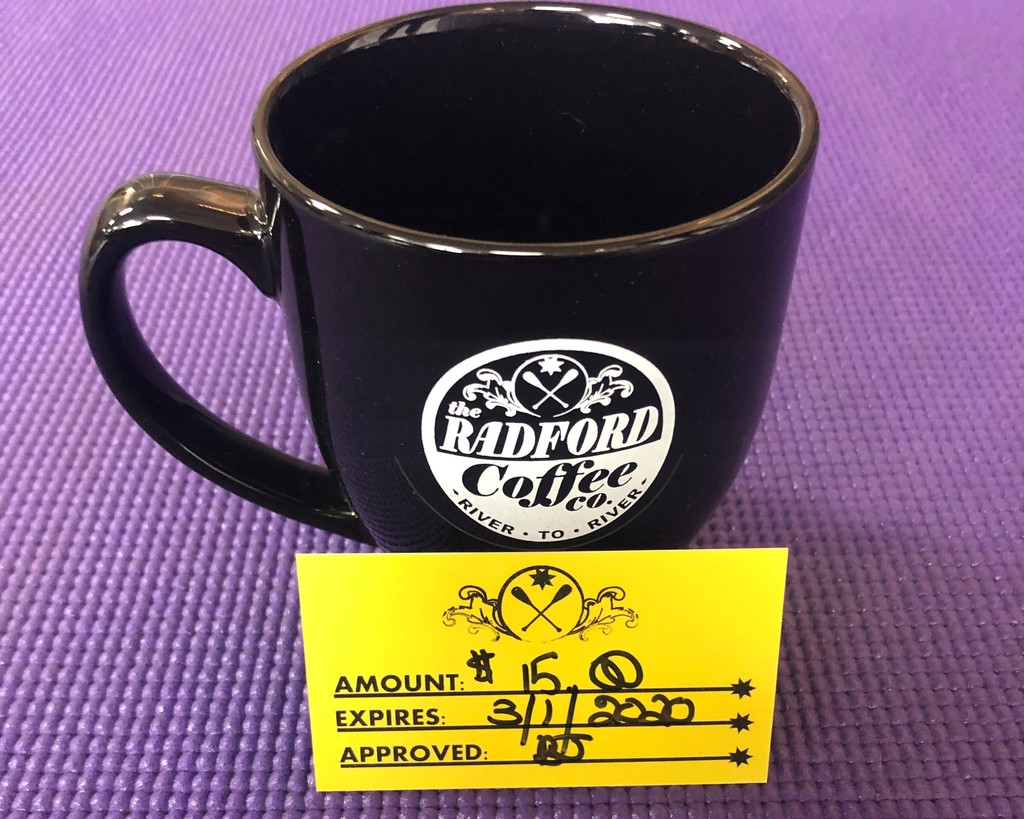 the
RADFORD
Coffee
co.
- RIVER • TO • RIVER -
AMOUNT: $ 15.00
EXPIRES: 3/1/2020
APPROVED: